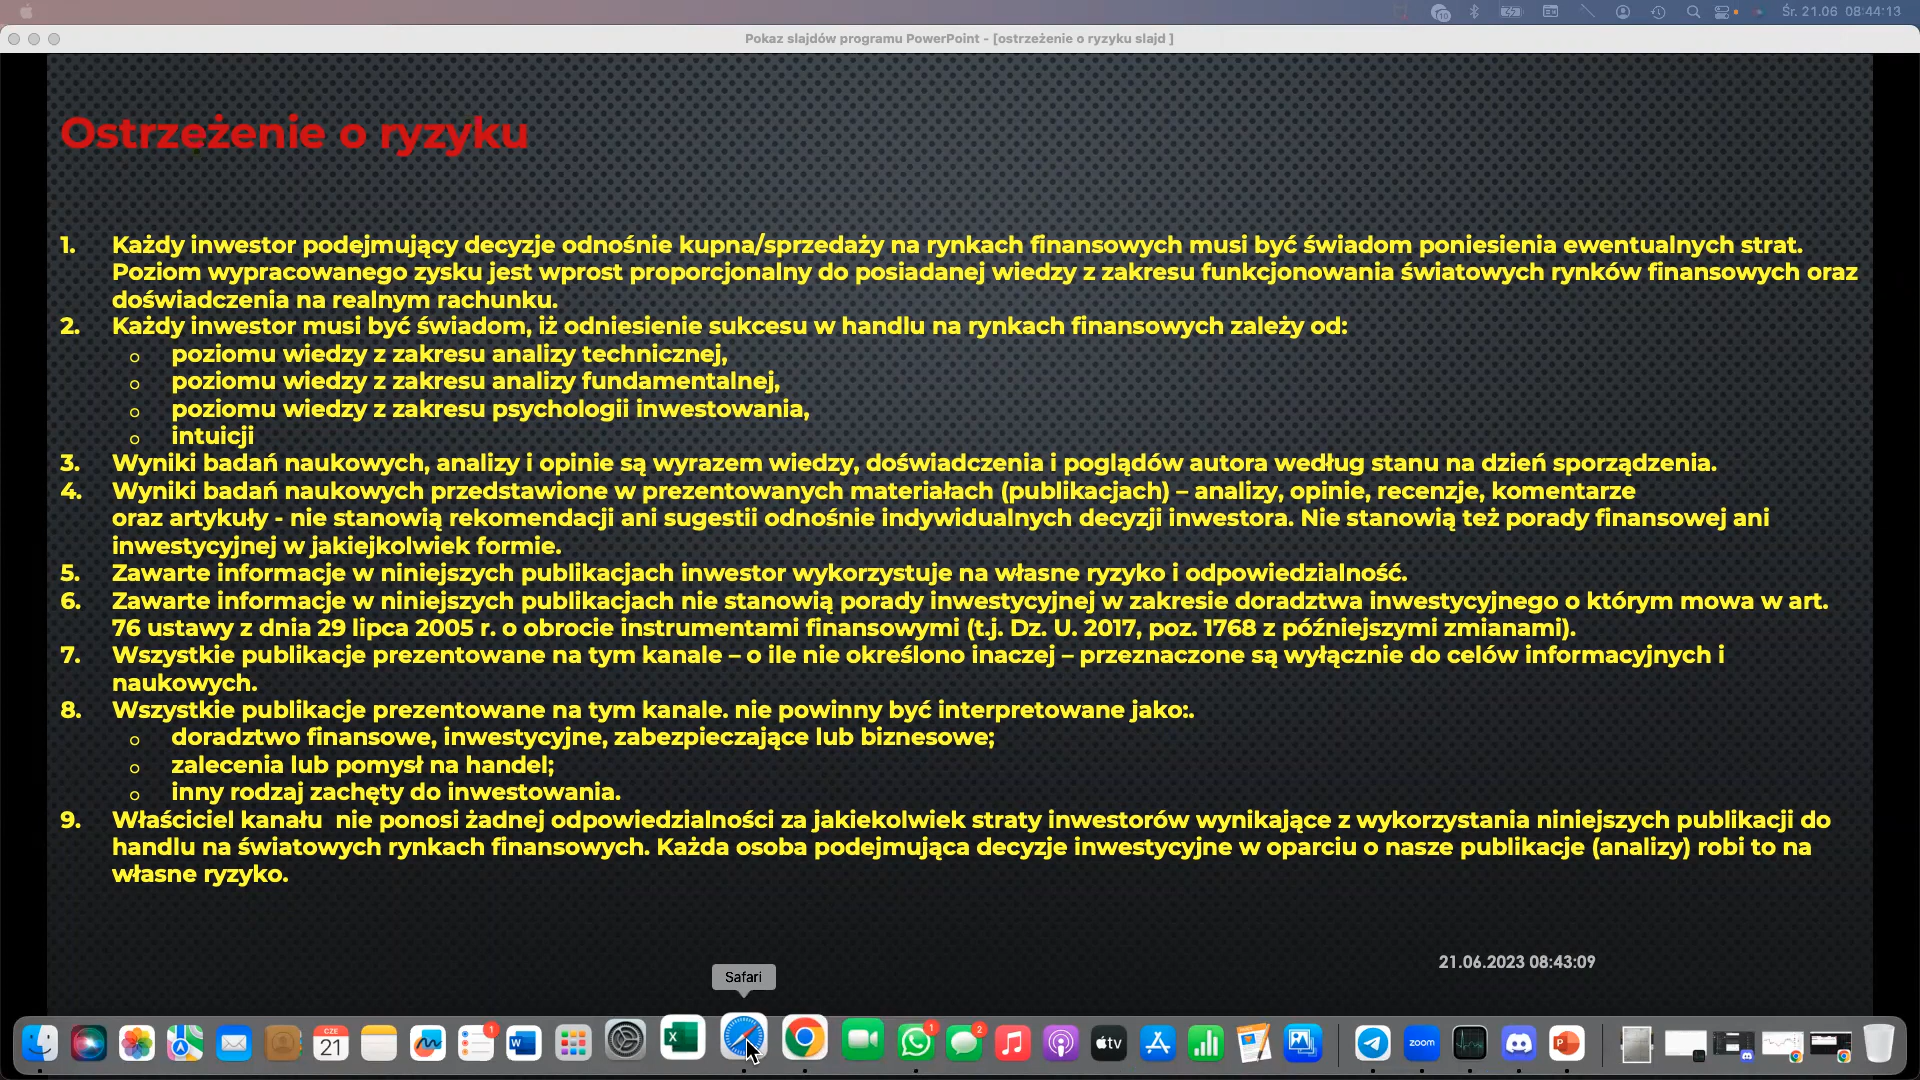 Śr. 21.06 08:44:13
Pokaz slajdów programu PowerPoint - [ostrzeżenie o ryzyku slajd ]
Ostrzeżenie o ryzyku
1. Każdy inwestor podejmujący decyzje odnośnie kupna/sprzedaży na rynkach finansowych musi być świadom poniesienia ewentualnych strat.
Poziom wypracowanego zysku jest wprost proporcjonalny do posiadanej wiedzy z zakresu funkcjonowania światowych rynków finansowych oraz
doświadczenia na realnym rachunku.
2. Każdy inwestor musi być świadom, iż odniesienie sukcesu w handlu na rynkach finansowych zależy od:
o poziomu wiedzy z zakresu analizy technicznej,
o poziomu wiedzy z zakresu analizy fundamentalnej,
o poziomu wiedzy z zakresu psychologii inwestowania,
o intuicji
3. Wyniki badań naukowych, analizy i opinie są wyrazem wiedzy, doświadczenia i poglądów autora według stanu na dzień sporządzenia.
4. Wyniki badań naukowych przedstawione w prezentowanych materiałach (publikacjach) – analizy, opinie, recenzje, komentarze
oraz artykuły - nie stanowią rekomendacji ani sugestii odnośnie indywidualnych decyzji inwestora. Nie stanowią też porady finansowej ani
inwestycyjnej w jakiejkolwiek formie.
5. Zawarte informacje w niniejszych publikacjach inwestor wykorzystuje na własne ryzyko i odpowiedzialność.
6. Zawarte informacje w niniejszych publikacjach nie stanowią porady inwestycyjnej w zakresie doradztwa inwestycyjnego o którym mowa w art.
76 ustawy z dnia 29 lipca 2005 r. o obrocie instrumentami finansowymi (t.j. Dz. U. 2017, poz. 1768 z późniejszymi zmianami).
7. Wszystkie publikacje prezentowane na tym kanale – o ile nie określono inaczej – przeznaczone są wyłącznie do celów informacyjnych i
naukowych.
8. Wszystkie publikacje prezentowane na tym kanale. nie powinny być interpretowane jako:.
o doradztwo finansowe, inwestycyjne, zabezpieczające lub biznesowe;
o zalecenia lub pomysł na handel;
o inny rodzaj zachęty do inwestowania.
9. Właściciel kanału nie ponosi żadnej odpowiedzialności za jakiekolwiek straty inwestorów wynikające z wykorzystania niniejszych publikacji do
handlu na światowych rynkach finansowych. Każda osoba podejmująca decyzje inwestycyjne w oparciu o nasze publikacje (analizy) robi to na
własne ryzyko.
21.06.2023 08:43:09
Safari
CZE
21
1
W
X
1
2
tv
zoom
P